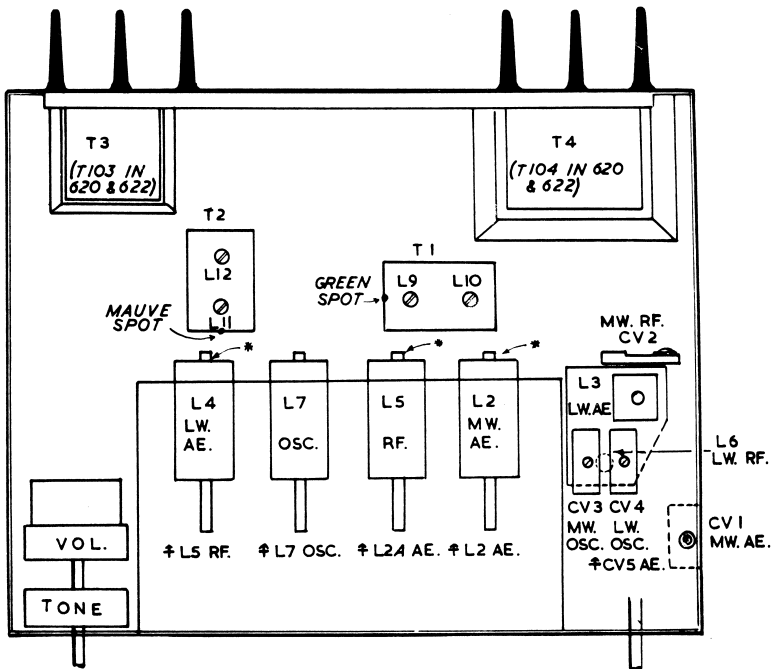 T3
(T103 IN
620 & 622)
T4
(T104 IN 620
& 622)
T2
L12
L11
T1
L9 L10
GREEN
SPOT
MAUVE
SPOT
* * *
MW. RF.
CV2
L4
LW.
AE.
L7
OSC.
L5
RF.
L2
MW.
AE.
L3
LW.AE
L6
LW. RF.
CV3
MW.
OSC.
CV4
LW.
OSC.
⚨CV5 AE.
CV1
MW. AE.
VOL.
TONE
⚨L5 RF. ⚨L7 OSC. ⚨L2A AE. ⚨L2 AE.